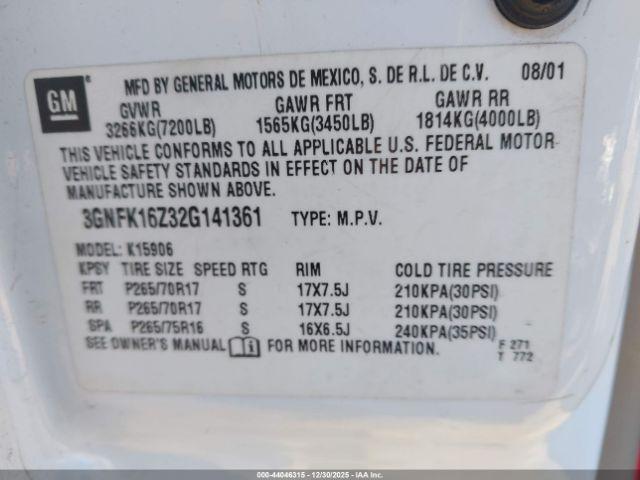 GM
MFD BY GENERAL MOTORS DE MEXICO, S. DE R.L. DE C.V. 08/01
GVWR GAWR FRT GAWR RR
3266KG(7200LB) 1565KG(3450LB) 1814KG(4000LB)
THIS VEHICLE CONFORMS TO ALL APPLICABLE U.S. FEDERAL MOTOR
VEHICLE SAFETY STANDARDS IN EFFECT ON THE DATE OF
MANUFACTURE SHOWN ABOVE.
3GNFK16Z32G141361 TYPE: M.P.V.
MODEL: K15906
KPSY TIRE SIZE SPEED RTG RIM COLD TIRE PRESSURE
FRT P265/70R17 S 17X7.5J 210KPA(30PSI)
RR P265/70R17 S 17X7.5J 210KPA(30PSI)
SPA P265/75R16 S 16X6.5J 240KPA(35PSI)
SEE OWNER'S MANUAL i FOR MORE INFORMATION. F 271
T 772
000-44046315 - 12/30/2025 - IAAI, Inc.